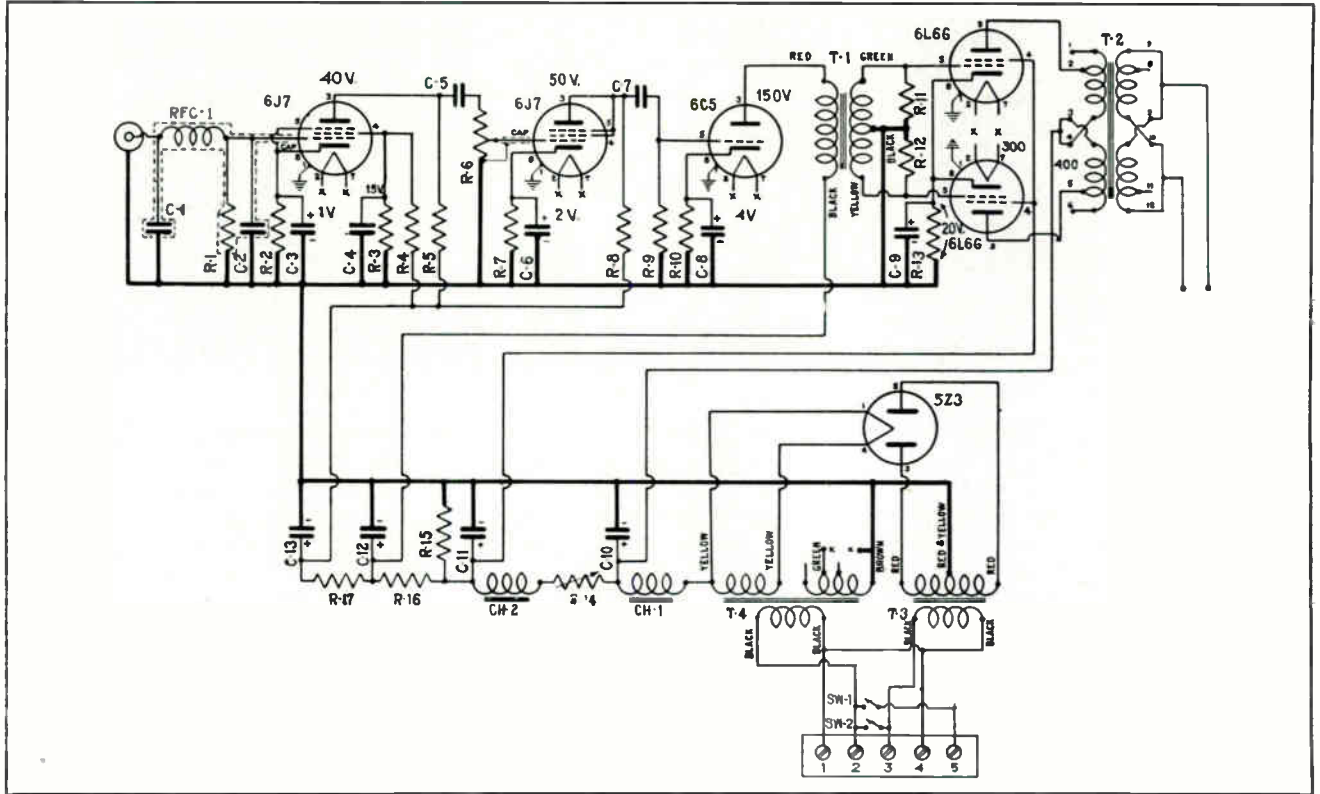 RFC-1
6J7
40V.
CAP
15V
1V
C-1
R-1
C-2
R-2
C-3
C-4
R-3
R-4
R-5
C-5
R-6
6J7
50V.
CAP
2V.
R-7
C-6
R-8
C-7
6C5
150V
4V
R-9
R-10
C-8
RED
T-1
GREEN
BLACK
BLACK
YELLOW
R-11
R-12
C-9
R-13
6L6G
300
20V.
6L6G
400
T-2
5Z3
C-13
C-12
R-15
C-11
C-10
R-17
R-16
CH-2
CH-1
YELLOW
YELLOW
GREEN
x
x
BROWN
RED
RED & YELLOW
RED
T-4
T-3
BLACK
BLACK
BLACK
BLACK
SW-1
SW-2
1 2 3 4 5